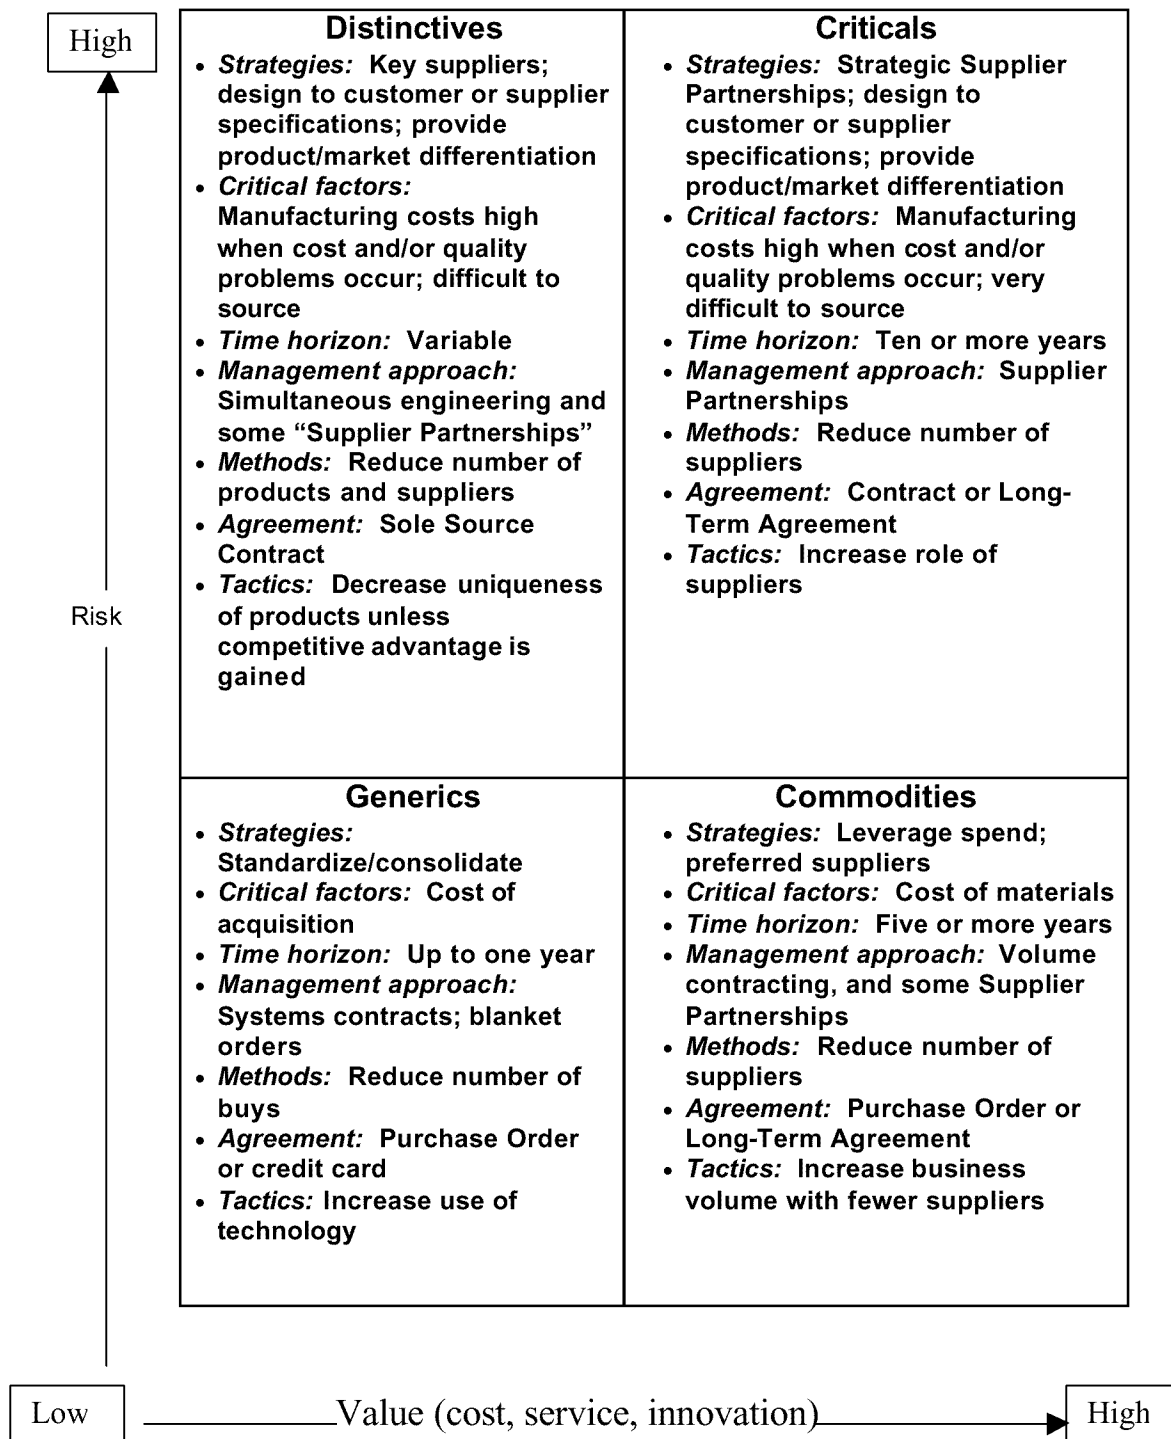 High
Risk
Distinctives
• Strategies: Key suppliers;
design to customer or supplier
specifications; provide
product/market differentiation
• Critical factors:
Manufacturing costs high
when cost and/or quality
problems occur; difficult to
source
• Time horizon: Variable
• Management approach:
Simultaneous engineering and
some “Supplier Partnerships”
• Methods: Reduce number of
products and suppliers
• Agreement: Sole Source
Contract
• Tactics: Decrease uniqueness
of products unless
competitive advantage is
gained
Criticals
• Strategies: Strategic Supplier
Partnerships; design to
customer or supplier
specifications; provide
product/market differentiation
• Critical factors: Manufacturing
costs high when cost and/or
quality problems occur; very
difficult to source
• Time horizon: Ten or more years
• Management approach: Supplier
Partnerships
• Methods: Reduce number of
suppliers
• Agreement: Contract or Long-
Term Agreement
• Tactics: Increase role of
suppliers
Generics
• Strategies:
Standardize/consolidate
• Critical factors: Cost of
acquisition
• Time horizon: Up to one year
• Management approach:
Systems contracts; blanket
orders
• Methods: Reduce number of
buys
• Agreement: Purchase Order
or credit card
• Tactics: Increase use of
technology
Commodities
• Strategies: Leverage spend;
preferred suppliers
• Critical factors: Cost of materials
• Time horizon: Five or more years
• Management approach: Volume
contracting, and some Supplier
Partnerships
• Methods: Reduce number of
suppliers
• Agreement: Purchase Order or
Long-Term Agreement
• Tactics: Increase business
volume with fewer suppliers
Low
Value (cost, service, innovation)
High